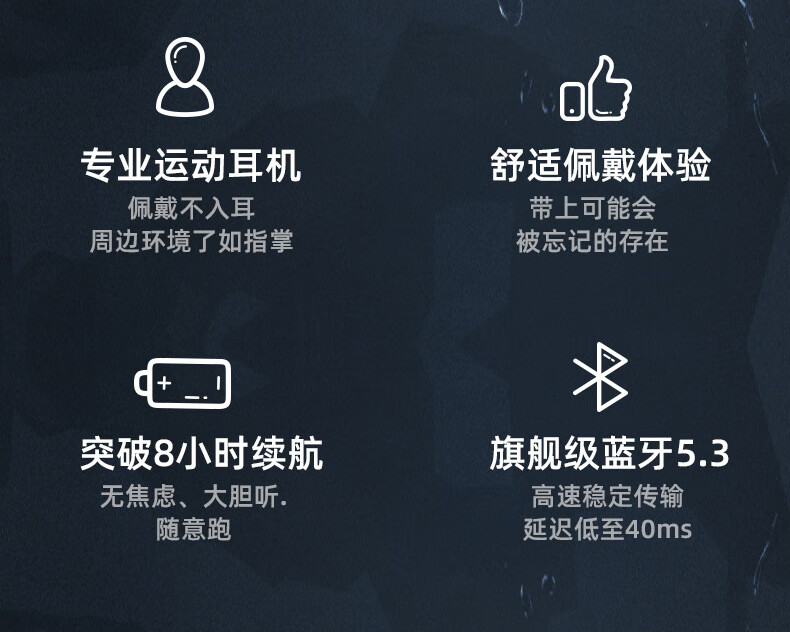 专业运动耳机
佩戴不入耳
周边环境了如指掌
舒适佩戴体验
带上可能会
被忘记的存在
突破8小时续航
无焦虑、大胆听.
随意跑
旗舰级蓝牙5.3
高速稳定传输
延迟低至40ms